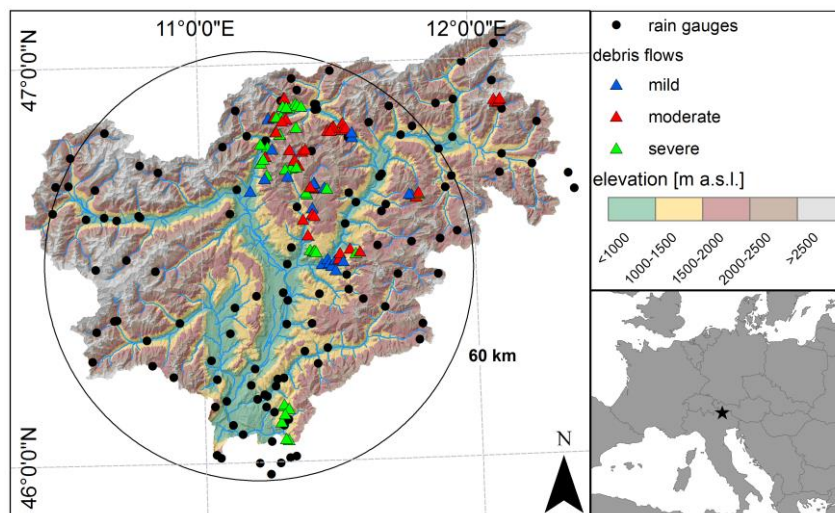 11°0'0"E
12°0'0"E
47°0'0"N
46°0'0"N
60 km
N
rain gauges
debris flows
mild
moderate
severe
elevation [m a.s.l.]
<1000
1000-1500
1500-2000
2000-2500
>2500